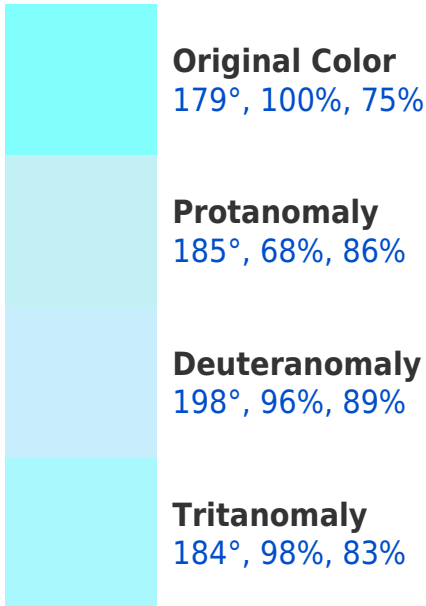 Original Color
179°, 100%, 75%
Protanomaly
185°, 68%, 86%
Deuteranomaly
198°, 96%, 89%
Tritanomaly
184°, 98%, 83%